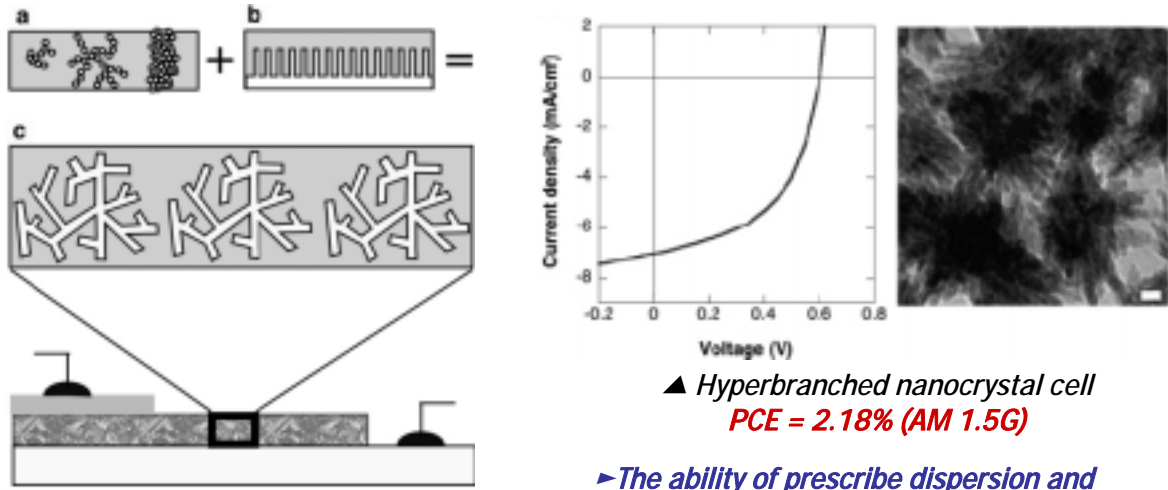 a
b
+
=
c
Current density (mA/cm²)
2
0
-2
-4
-6
-8
-0.2
0
0.2
0.4
0.6
0.8
Voltage (V)
▲ Hyperbranched nanocrystal cell
PCE = 2.18% (AM 1.5G)
►The ability of prescribe dispersion and